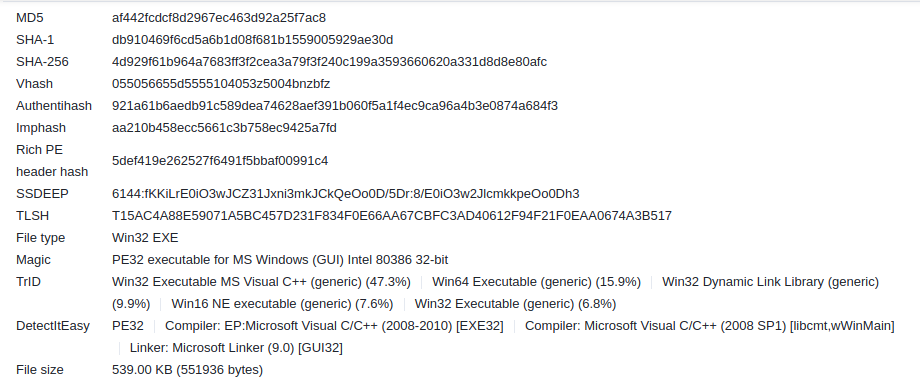 MD5 af442fcdcf8d2967ec463d92a25f7ac8
SHA-1 db910469f6cd5a6b1d08f681b1559005929ae30d
SHA-256 4d929f61b964a7683ff3f2cea3a79f3f240c199a3593660620a331d8d8e80afc
Vhash 055056655d5555104053z5004bnzbfz
Authentihash 921a61b6aedb91c589dea74628aef391b060f5a1f4ec9ca96a4b3e0874a684f3
Imphash aa210b458ecc5661c3b758ec9425a7fd
Rich PE
header hash 5def419e262527f6491f5bbaf00991c4
SSDEEP 6144:fKKiLrE0iO3wJCZ31Jxni3mkJCkQeOo0D/5Dr:8/E0iO3w2JlcmkkpeOo0Dh3
TLSH T15AC4A88E59071A5BC457D231F834F0E66AA67CBFC3AD40612F94F21F0EAA0674A3B517
File type Win32 EXE
Magic PE32 executable for MS Windows (GUI) Intel 80386 32-bit
TrID Win32 Executable MS Visual C++ (generic) (47.3%) Win64 Executable (generic) (15.9%) Win32 Dynamic Link Library (generic)
(9.9%) Win16 NE executable (generic) (7.6%) Win32 Executable (generic) (6.8%)
DetectItEasy PE32 Compiler: EP:Microsoft Visual C/C++ (2008-2010) [EXE32] Compiler: Microsoft Visual C/C++ (2008 SP1) [libcmt,wWinMain]
Linker: Microsoft Linker (9.0) [GUI32]
File size 539.00 KB (551936 bytes)